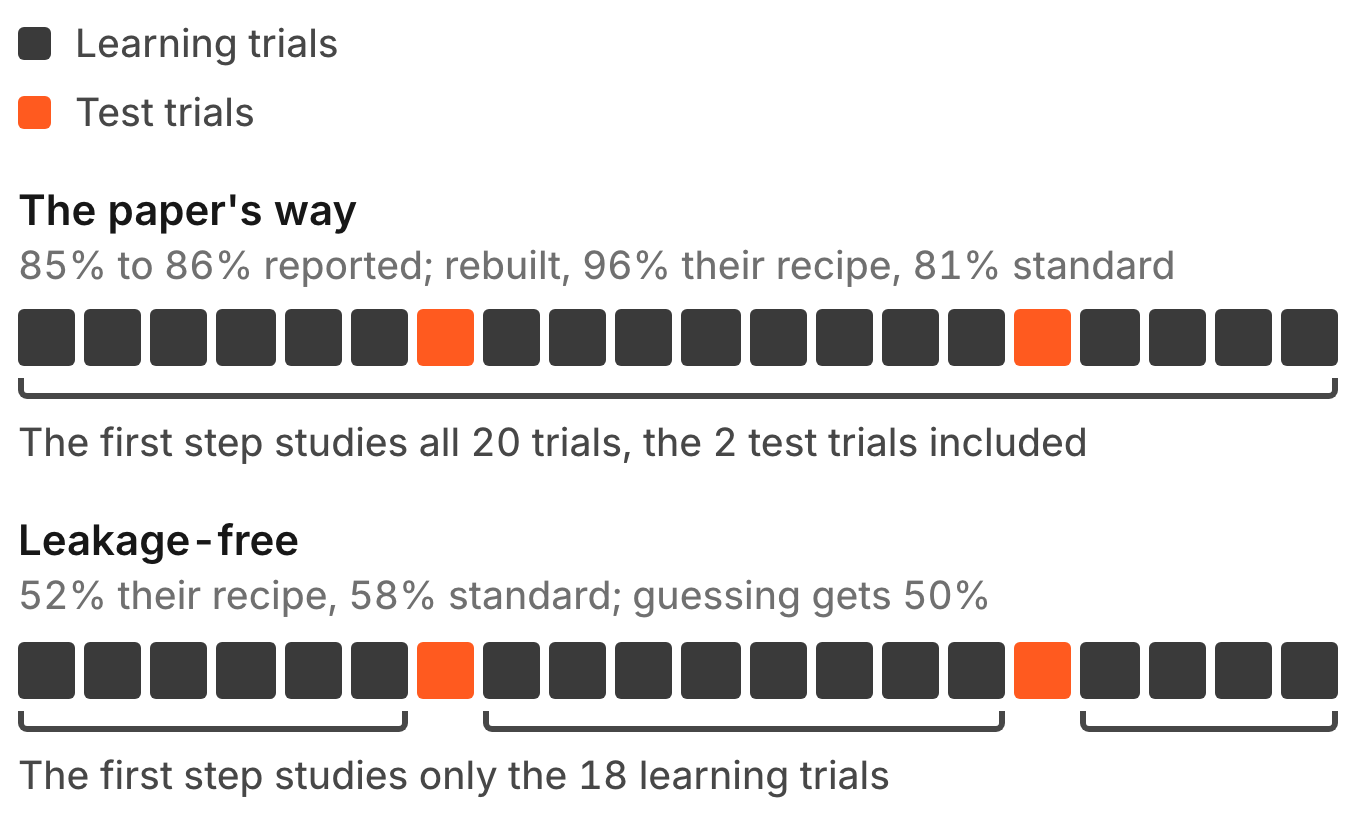 Learning trials
Test trials
The paper's way
85% to 86% reported; rebuilt, 96% their recipe, 81% standard
The first step studies all 20 trials, the 2 test trials included
Leakage-free
52% their recipe, 58% standard; guessing gets 50%
The first step studies only the 18 learning trials